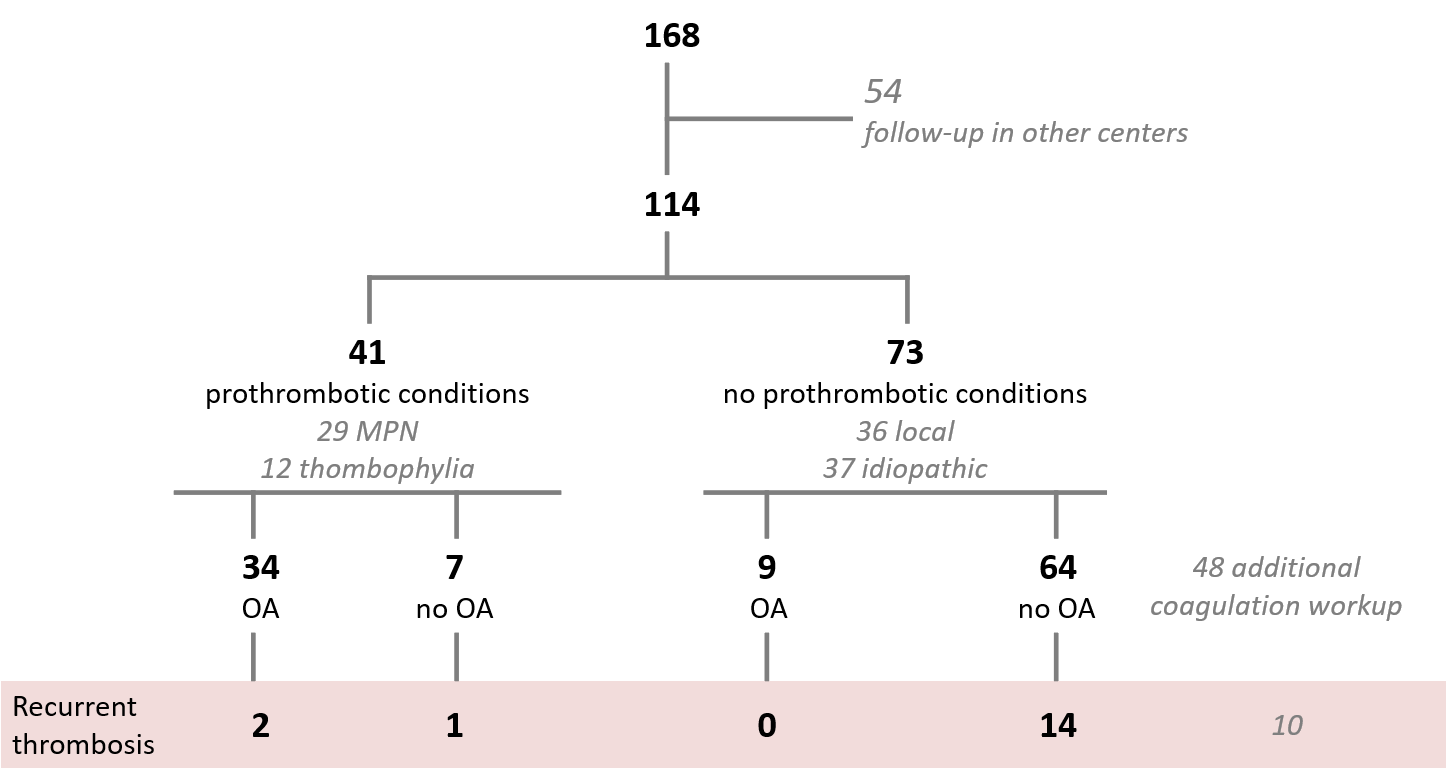 168
54
follow-up in other centers
114
41
prothrombotic conditions
29 MPN
12 thombophylia
73
no prothrombotic conditions
36 local
37 idiopathic
34
OA
7
no OA
9
OA
64
no OA
48 additional
coagulation workup
Recurrent
thrombosis
2
1
0
14
10